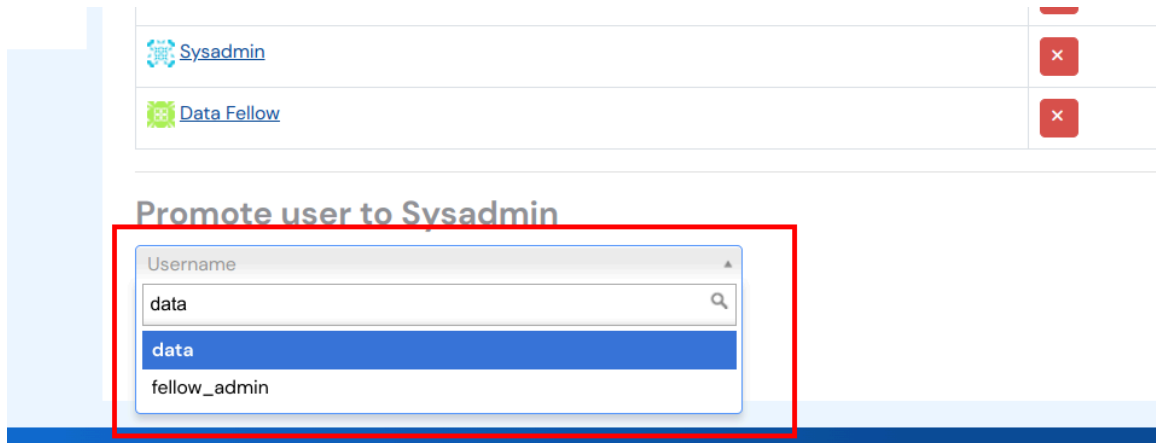 Sysadmin
×
Data Fellow
×
Promote user to Sysadmin
Username
data
data
fellow_admin